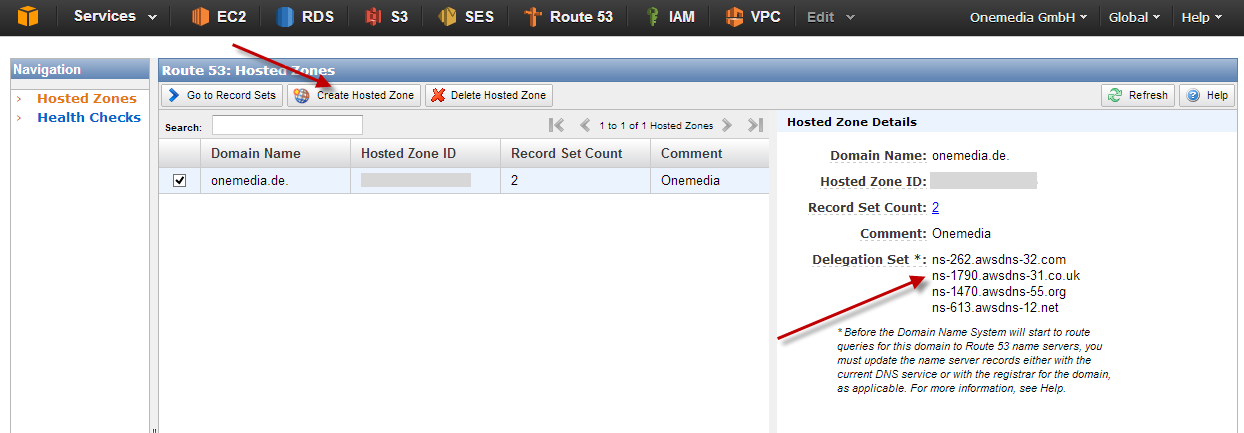 Services EC2 RDS S3 SES Route 53 IAM VPC Edit Onemedia GmbH Global Help
Navigation
Hosted Zones
Health Checks
Route 53: Hosted Zones
Go to Record Sets Create Hosted Zone Delete Hosted Zone Refresh Help
Search: 1 to 1 of 1 Hosted Zones
Domain Name Hosted Zone ID Record Set Count Comment
onemedia.de. 2 Onemedia
Hosted Zone Details
Domain Name: onemedia.de.
Hosted Zone ID:
Record Set Count: 2
Comment: Onemedia
Delegation Set *: ns-262.awsdns-32.com
ns-1790.awsdns-31.co.uk
ns-1470.awsdns-55.org
ns-613.awsdns-12.net
* Before the Domain Name System will start to route
queries for this domain to Route 53 name servers, you
must update the name server records either with the
current DNS service or with the registrar for the domain,
as applicable. For more information, see Help.